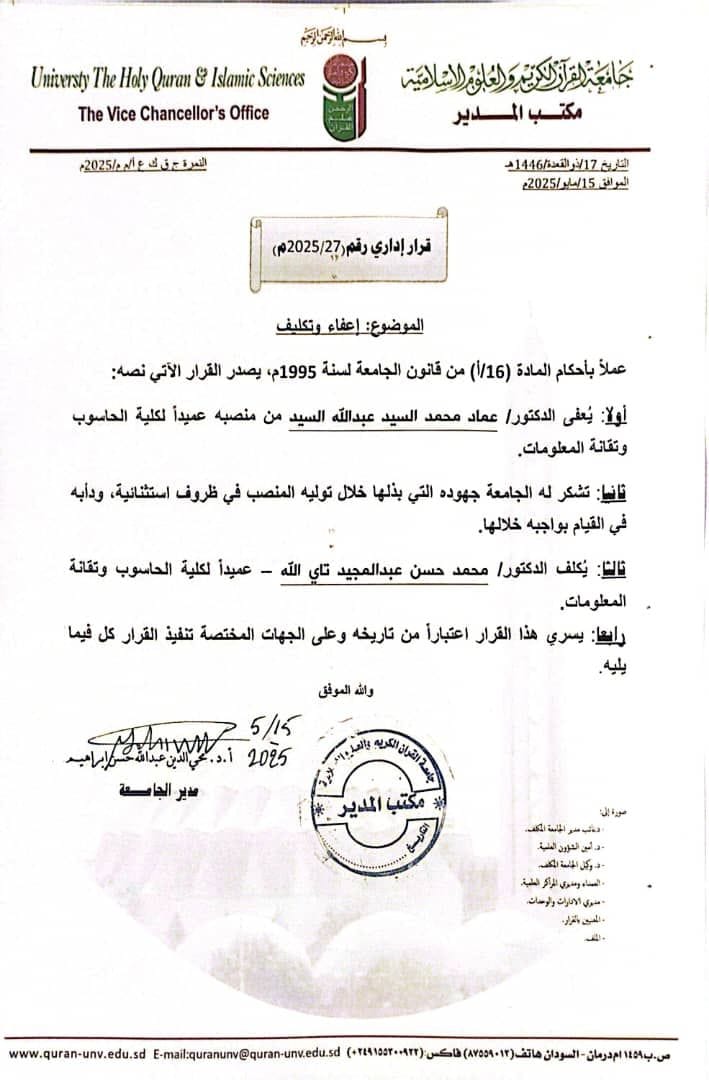 بسم الله الرحمن الرحيم
جامعة القرآن الكريم والعلوم الإسلامية
مكتب المدير
Universty The Holy Quran & Islamic Sciences
The Vice Chancellor's Office
التاريخ 17/ذو القعدة/1446هـ
الموافق 15/مايو/2025م
النمرة ج ق ك ع أ/م م/2025م
قرار إداري رقم(2025/27م)
الموضوع: إعفاء وتكليف
عملاً بأحكام المادة (16/أ) من قانون الجامعة لسنة 1995م، يصدر القرار الآتي نصه:
أولاً: يُعفى الدكتور/ عماد محمد السيد عبدالله السيد من منصبه عميداً لكلية الحاسوب
وتقانة المعلومات.
ثانيا: تشكر له الجامعة جهوده التي بذلها خلال توليه المنصب في ظروف استثنائية، ودأبه
في القيام بواجبه خلالها.
ثالثا: يُكلف الدكتور/ محمد حسن عبدالمجيد تاي الله – عميداً لكلية الحاسوب وتقانة
المعلومات.
رابعا: يسري هذا القرار اعتباراً من تاريخه وعلى الجهات المختصة تنفيذ القرار كل فيما
يليه.
والله الموفق
5/15
2025
أ.د. محي الدين عبدالله حسن إبراهيم
مدير الجامعة
جامعة القرآن الكريم والعلوم الإسلامية
مكتب المدير
التاريخ
صورة إلى:
- د. نائب مدير الجامعة المكلف.
- د. أمين الشؤون العلمية.
- د. وكيل الجامعة المكلف.
- العمداء ومديري المراكز العلمية.
- مديري الادارات والوحدات.
- المعنيين بالقرار.
- الملف.
ص.ب ١٤٥٩ ام درمان - السودان هاتف (٨٧٥٥٩٠١٢) فاكس: (٢٤٩١٥٥٢٠٠٩٢٢+)
www.quran-unv.edu.sd E-mail:quranunv@quran-unv.edu.sd